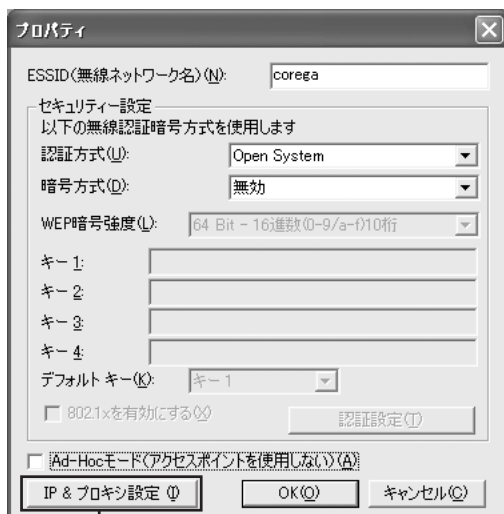 プロパティ
ESSID(無線ネットワーク名)(N): corega
セキュリティー設定
以下の無線認証暗号方式を使用します
認証方式(U): Open System
暗号方式(D): 無効
WEP暗号強度(L): 64 Bit - 16進数(0-9/a-f)10桁
キー 1:
キー 2:
キー 3:
キー 4:
デフォルト キー(K): キー 1
802.1xを有効にする(X) 認証設定(T)
Ad-Hocモード(アクセスポイントを使用しない)(A)
IP & プロキシ設定 (I) OK(O) キャンセル(C)